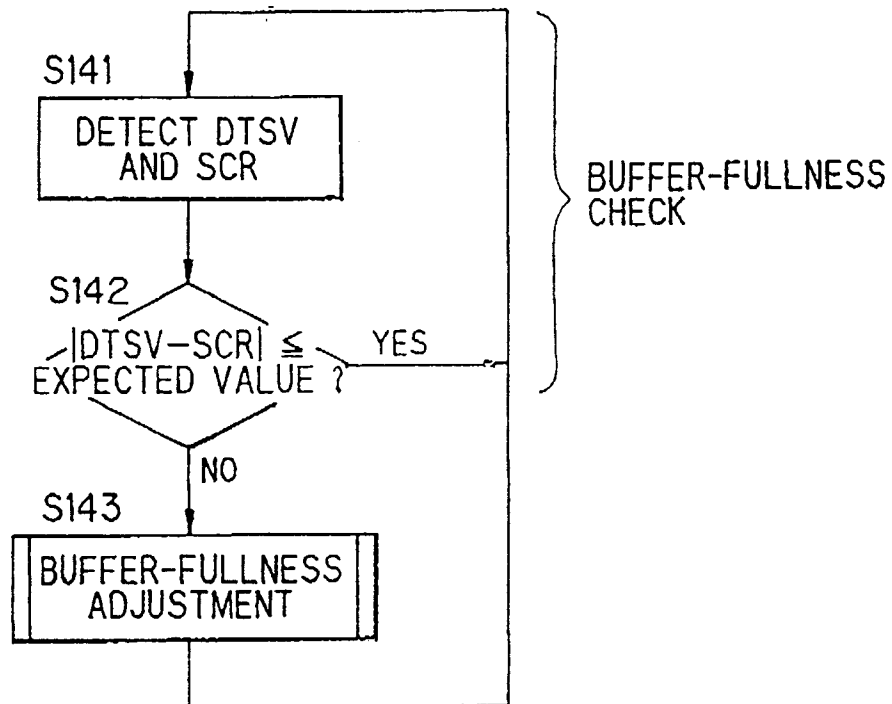 S141
DETECT DTSV
AND SCR
BUFFER-FULLNESS
CHECK
S142
|DTSV-SCR| ≦
EXPECTED VALUE ?
YES
NO
S143
BUFFER-FULLNESS
ADJUSTMENT